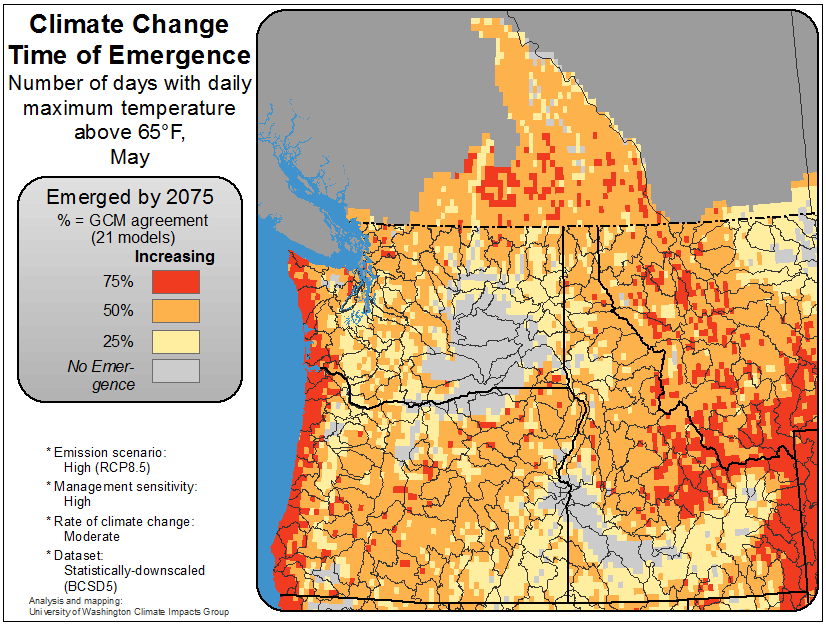 Climate Change
Time of Emergence
Number of days with daily
maximum temperature
above 65°F,
May
Emerged by 2075
% = GCM agreement
(21 models)
Increasing
75%
50%
25%
No Emer-
gence
* Emission scenario:
High (RCP8.5)
* Management sensitivity:
High
* Rate of climate change:
Moderate
* Dataset:
Statistically-downscaled
(BCSD5)
Analysis and mapping:
University of Washington Climate Impacts Group